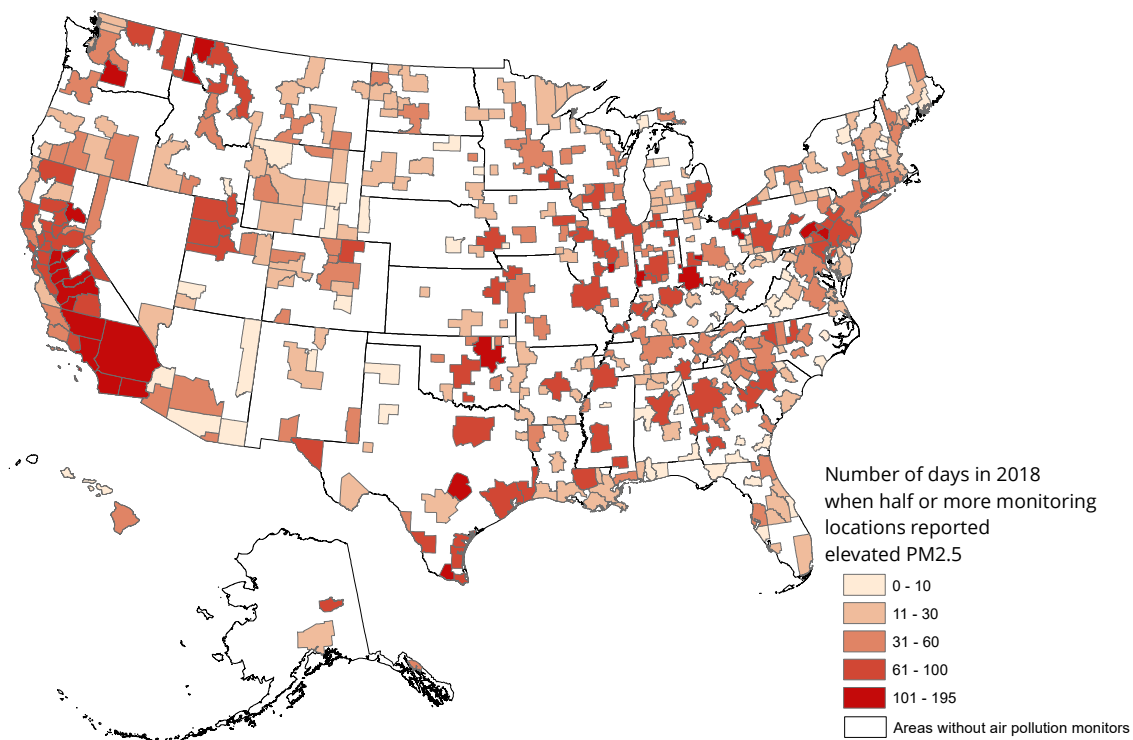 Number of days in 2018
when half or more monitoring
locations reported
elevated PM2.5
0 - 10
11 - 30
31 - 60
61 - 100
101 - 195
Areas without air pollution monitors